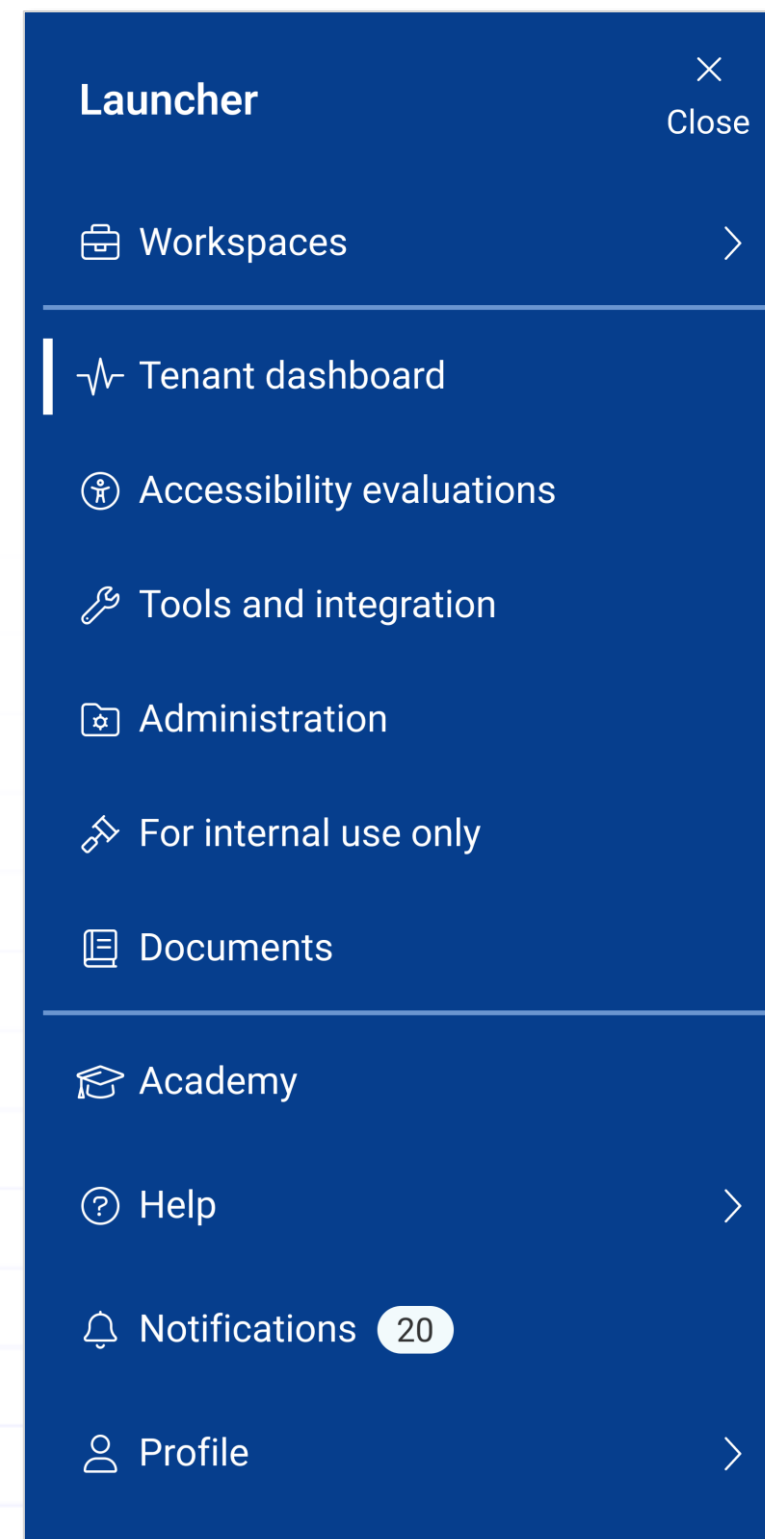 Launcher
Close
Workspaces
Tenant dashboard
Accessibility evaluations
Tools and integration
Administration
For internal use only
Documents
Academy
Help
Notifications 20
Profile